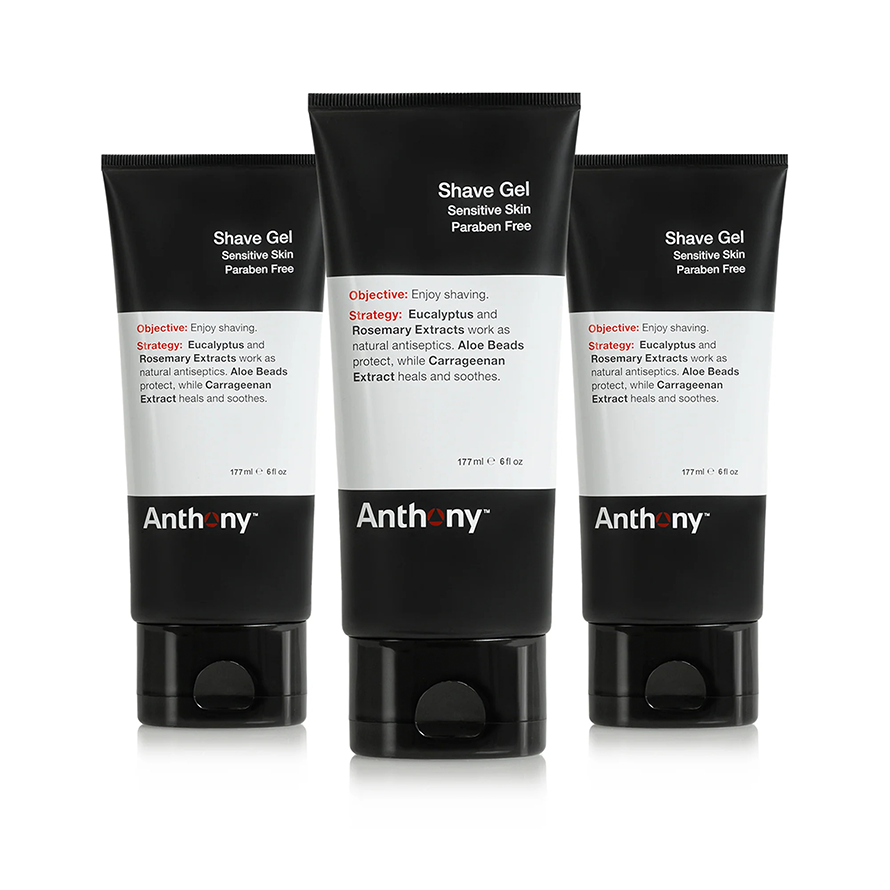 Shave Gel
Sensitive Skin
Paraben Free
Objective: Enjoy shaving.
Strategy: Eucalyptus and
Rosemary Extracts work as
natural antiseptics. Aloe Beads
protect, while Carrageenan
Extract heals and soothes.
177 ml ℮ 6 fl oz
Anthony™
Shave Gel
Sensitive Skin
Paraben Free
Objective: Enjoy shaving.
Strategy: Eucalyptus and
Rosemary Extracts work as
natural antiseptics. Aloe Beads
protect, while Carrageenan
Extract heals and soothes.
177 ml ℮ 6 fl oz
Anthony™
Shave Gel
Sensitive Skin
Paraben Free
Objective: Enjoy shaving.
Strategy: Eucalyptus and
Rosemary Extracts work as
natural antiseptics. Aloe Beads
protect, while Carrageenan
Extract heals and soothes.
177 ml ℮ 6 fl oz
Anthony™